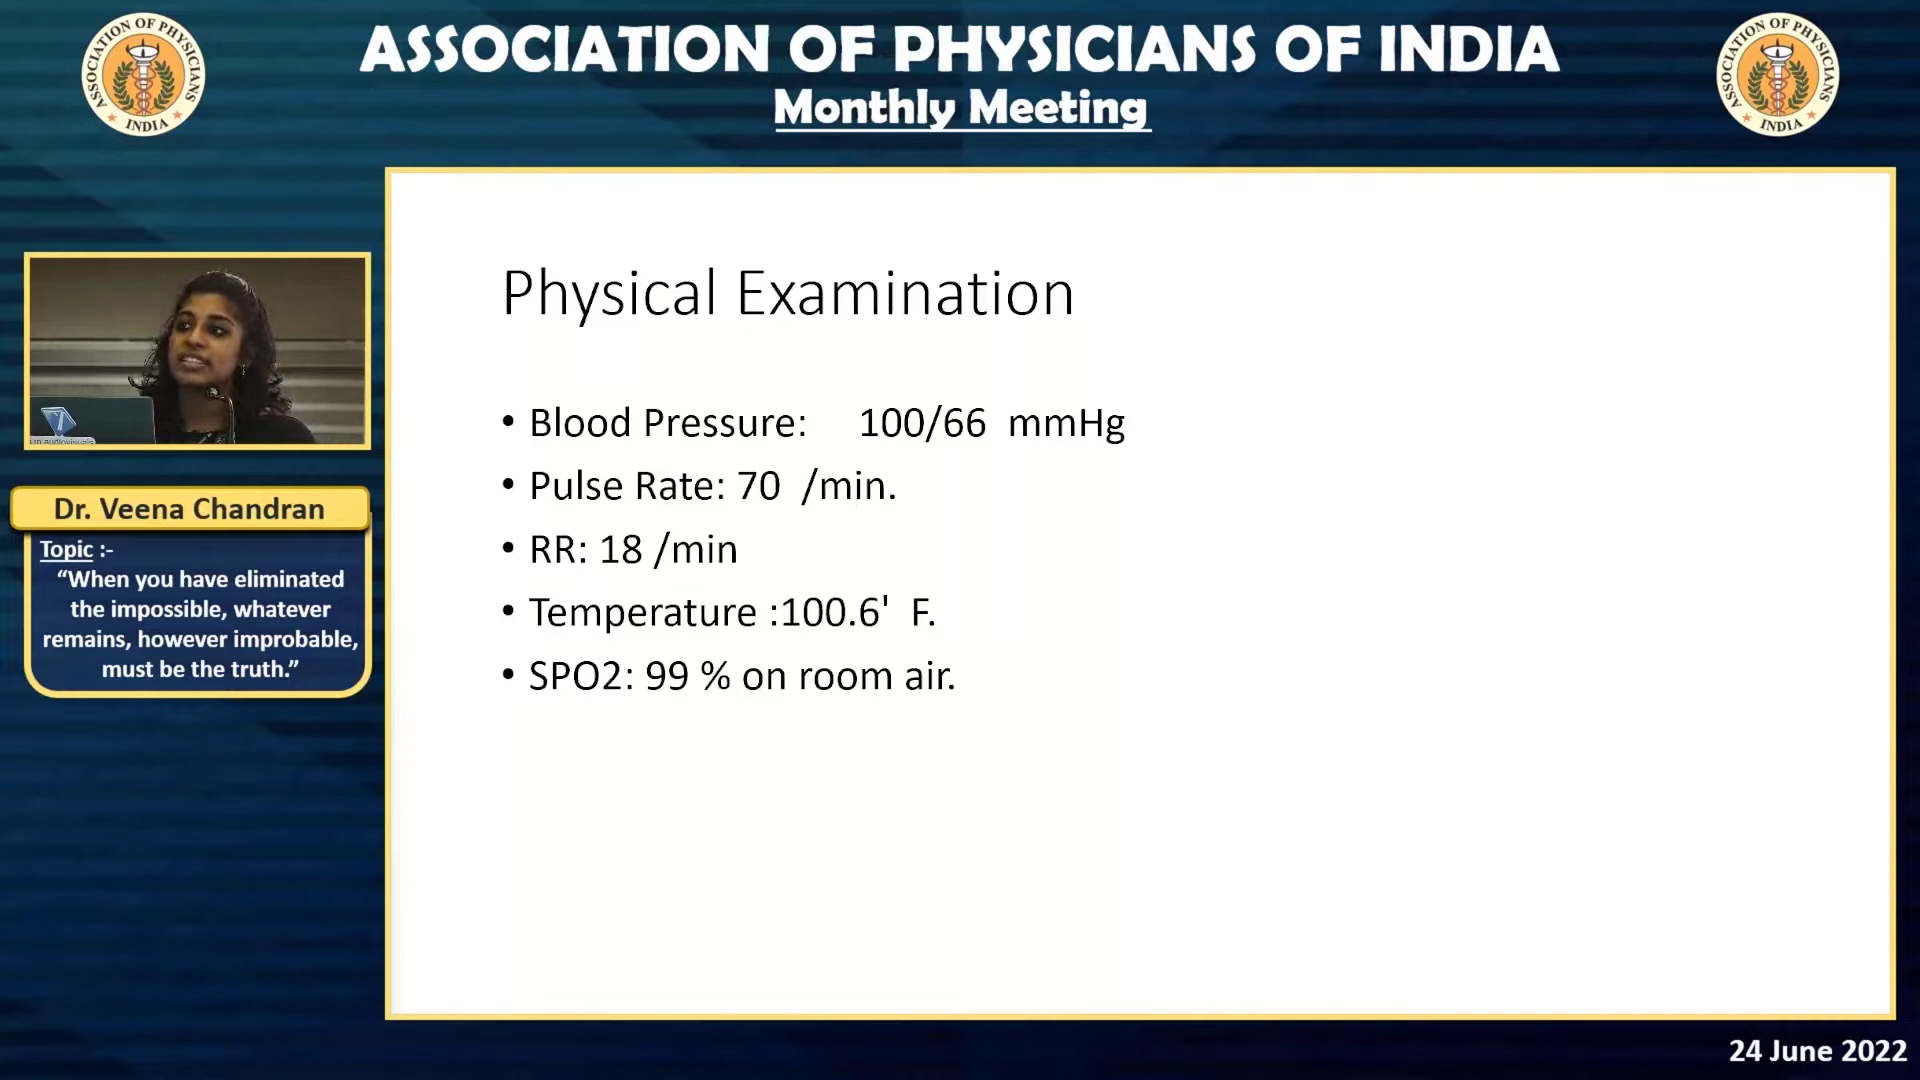 ASSOCIATION OF PHYSICIANS OF INDIA
Monthly Meeting
ASSOCIATION OF PHYSICIANS
INDIA
ASSOCIATION OF PHYSICIANS
INDIA
Dr. Veena Chandran
Topic :-
“When you have eliminated
the impossible, whatever
remains, however improbable,
must be the truth.”
Physical Examination
• Blood Pressure: 100/66 mmHg
• Pulse Rate: 70 /min.
• RR: 18 /min
• Temperature :100.6' F.
• SPO2: 99 % on room air.
24 June 2022